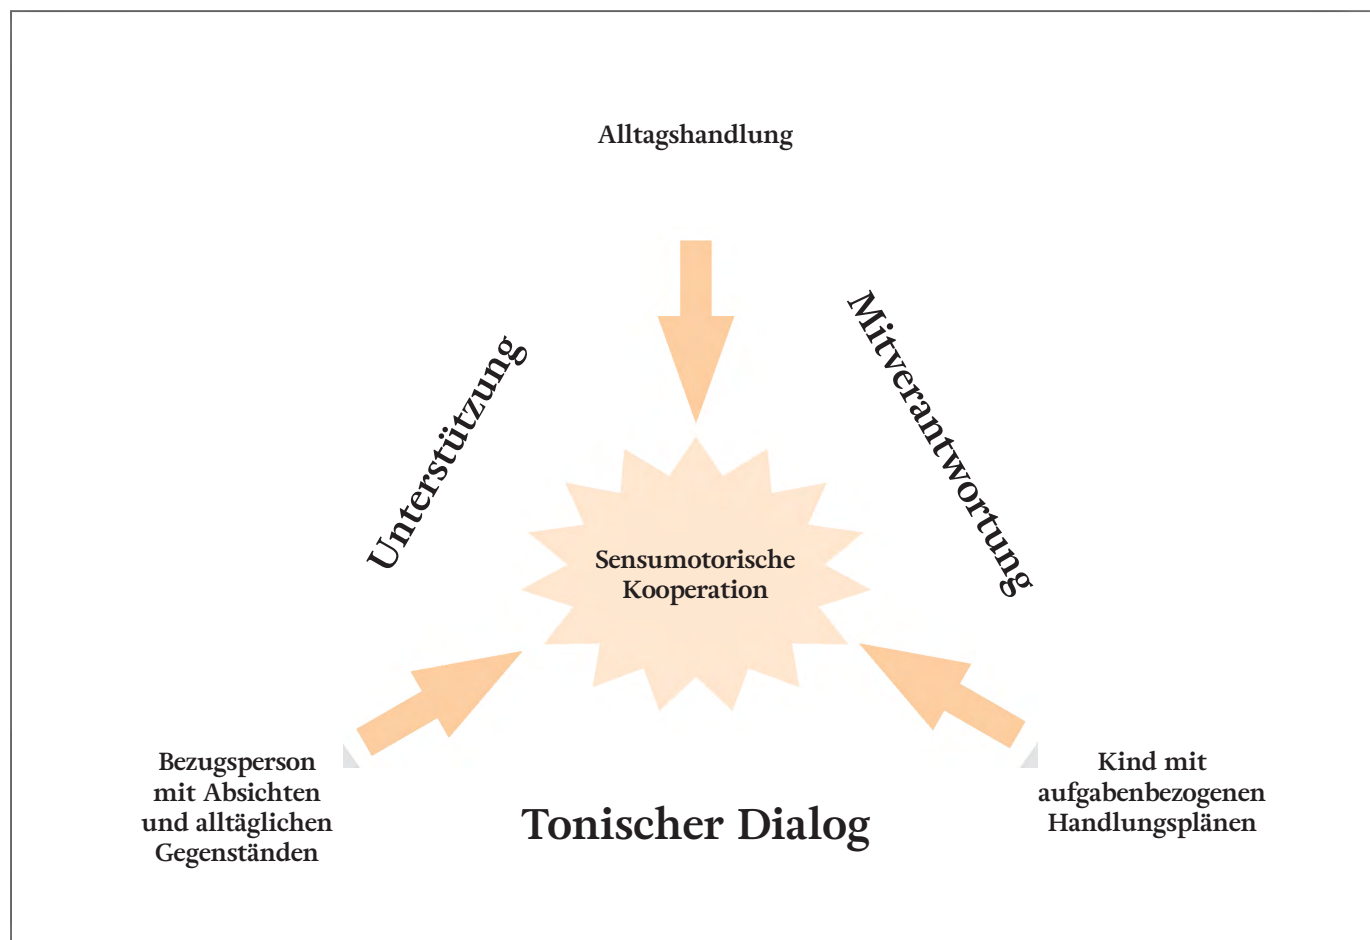 Alltagshandlung
Unterstützung
Mitverantwortung
Sensumotorische
Kooperation
Bezugsperson
mit Absichten
und alltäglichen
Gegenständen
Tonischer Dialog
Kind mit
aufgabenbezogenen
Handlungsplänen